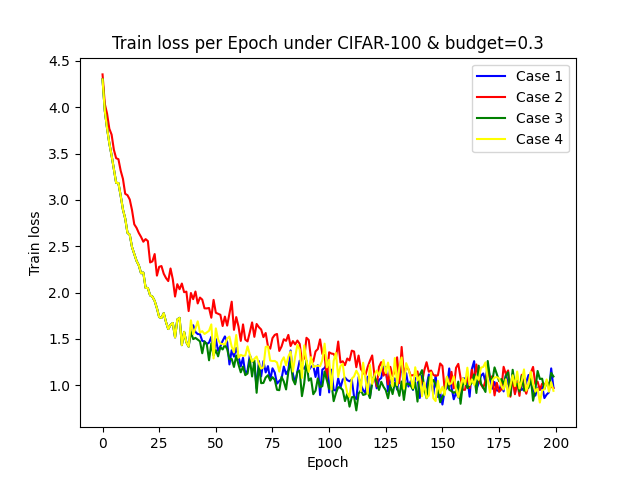 Train loss per Epoch under CIFAR-100 & budget=0.3
Train loss
4.5
4.0
3.5
3.0
2.5
2.0
1.5
1.0
Case 1
Case 2
Case 3
Case 4
0
25
50
75
100
125
150
175
200
Epoch